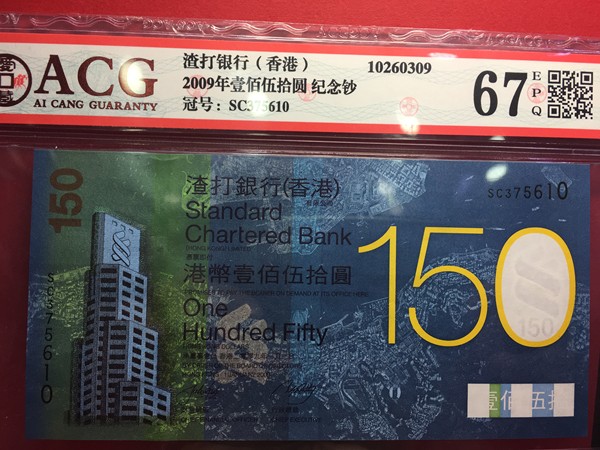 ACG
AI CANG GUARANTY
渣打银行（香港）
2009年壹佰伍拾圆 纪念钞
冠号：SC375610
10260309
67
EPQ
150
渣打銀行(香港)
Standard
Chartered Bank
港幣壹佰伍拾圓
One
Hundred Fifty
SC375610
SC375610
150
150
壹佰伍拾